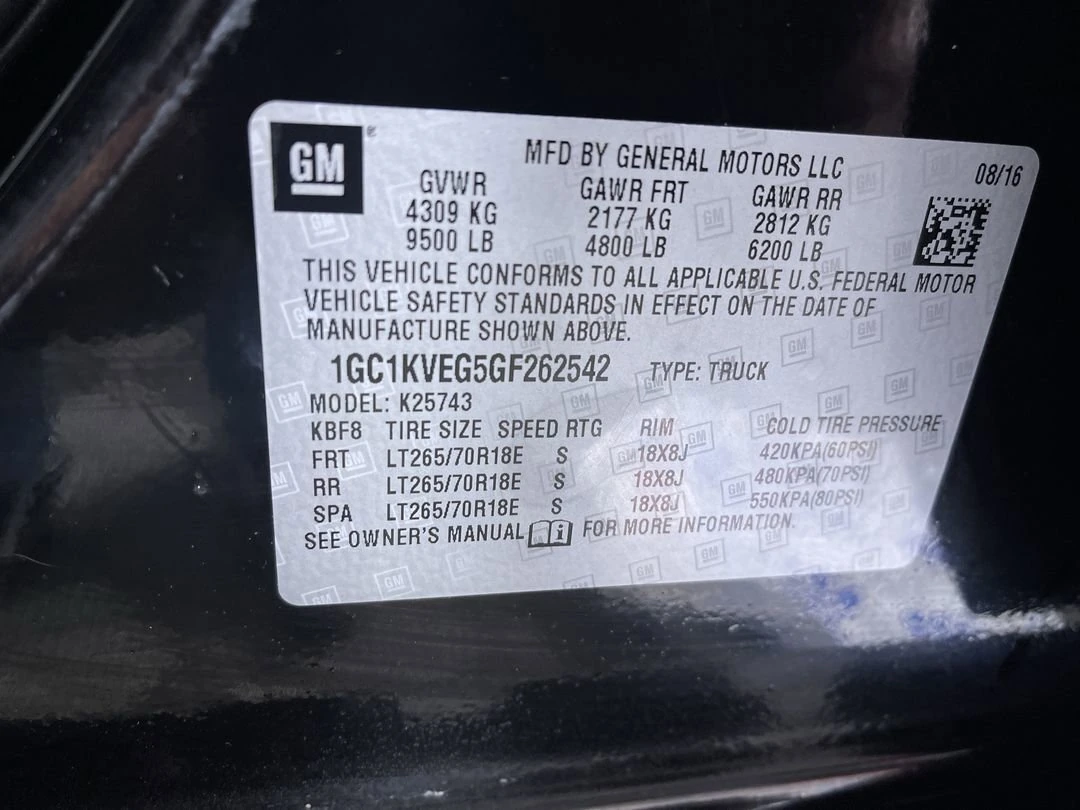 GM
®
MFD BY GENERAL MOTORS LLC
08/16
GVWR GAWR FRT GAWR RR
4309 KG 2177 KG 2812 KG
9500 LB 4800 LB 6200 LB
THIS VEHICLE CONFORMS TO ALL APPLICABLE U.S. FEDERAL MOTOR
VEHICLE SAFETY STANDARDS IN EFFECT ON THE DATE OF
MANUFACTURE SHOWN ABOVE.
1GC1KVEG5GF262542 TYPE: TRUCK
MODEL: K25743
KBF8 TIRE SIZE SPEED RTG RIM COLD TIRE PRESSURE
FRT LT265/70R18E S 18X8J 420KPA(60PSI)
RR LT265/70R18E S 18X8J 480KPA(70PSI)
SPA LT265/70R18E S 18X8J 550KPA(80PSI)
SEE OWNER'S MANUAL i FOR MORE INFORMATION.